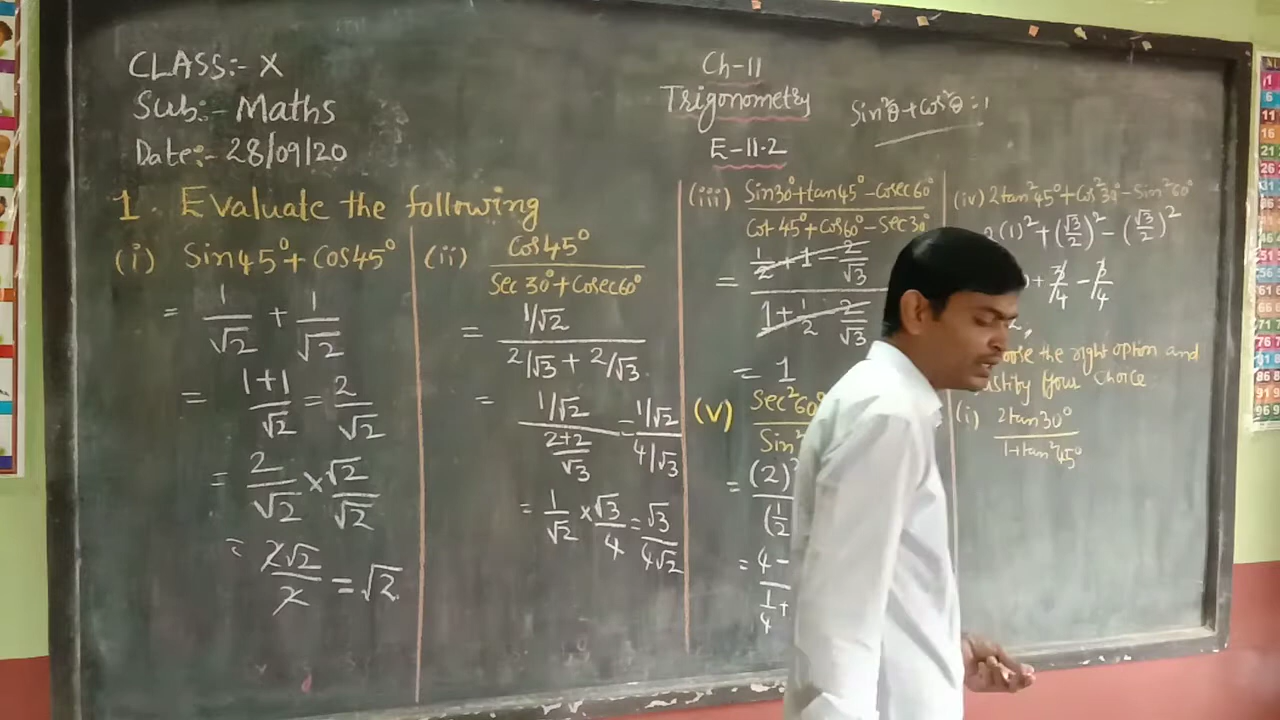 CLASS:- X
Sub:- Maths
Date:- 28/09/20
Ch-11
Trigonometry
E-11.2
Sin²θ+Cos²θ=1
1. Evaluate the following
(i) Sin45°+Cos45°
= 1/√2 + 1/√2
= 1+1/√2 = 2/√2
= 2/√2 × √2/√2
= 2√2/2 = √2
(ii) Cos45°
Sec30°+Cosec60°
= 1/√2
2/√3 + 2/√3
= 1/√2 = 1/√2
2+2/√3 4/√3
= 1/√2 × √3/4 = √3/4√2
(iii) Sin30°+tan45°-Cosec60°
Cot45°+Cos60°-Sec30°
= 1/2 + 1 - 2/√3
1 + 1/2 2/√3
= 1
(v) Sec²60°
Sin²
= (2)²
(1/2
= 4-
1/4+
(iv) 2tan²45°+Cos²30°-Sin²60°
2(1)²+(√3/2)²-(√3/2)²
+ 3/4 - 3/4
2,
the right option and
your choice
(i) 2tan30°
1+tan²45°